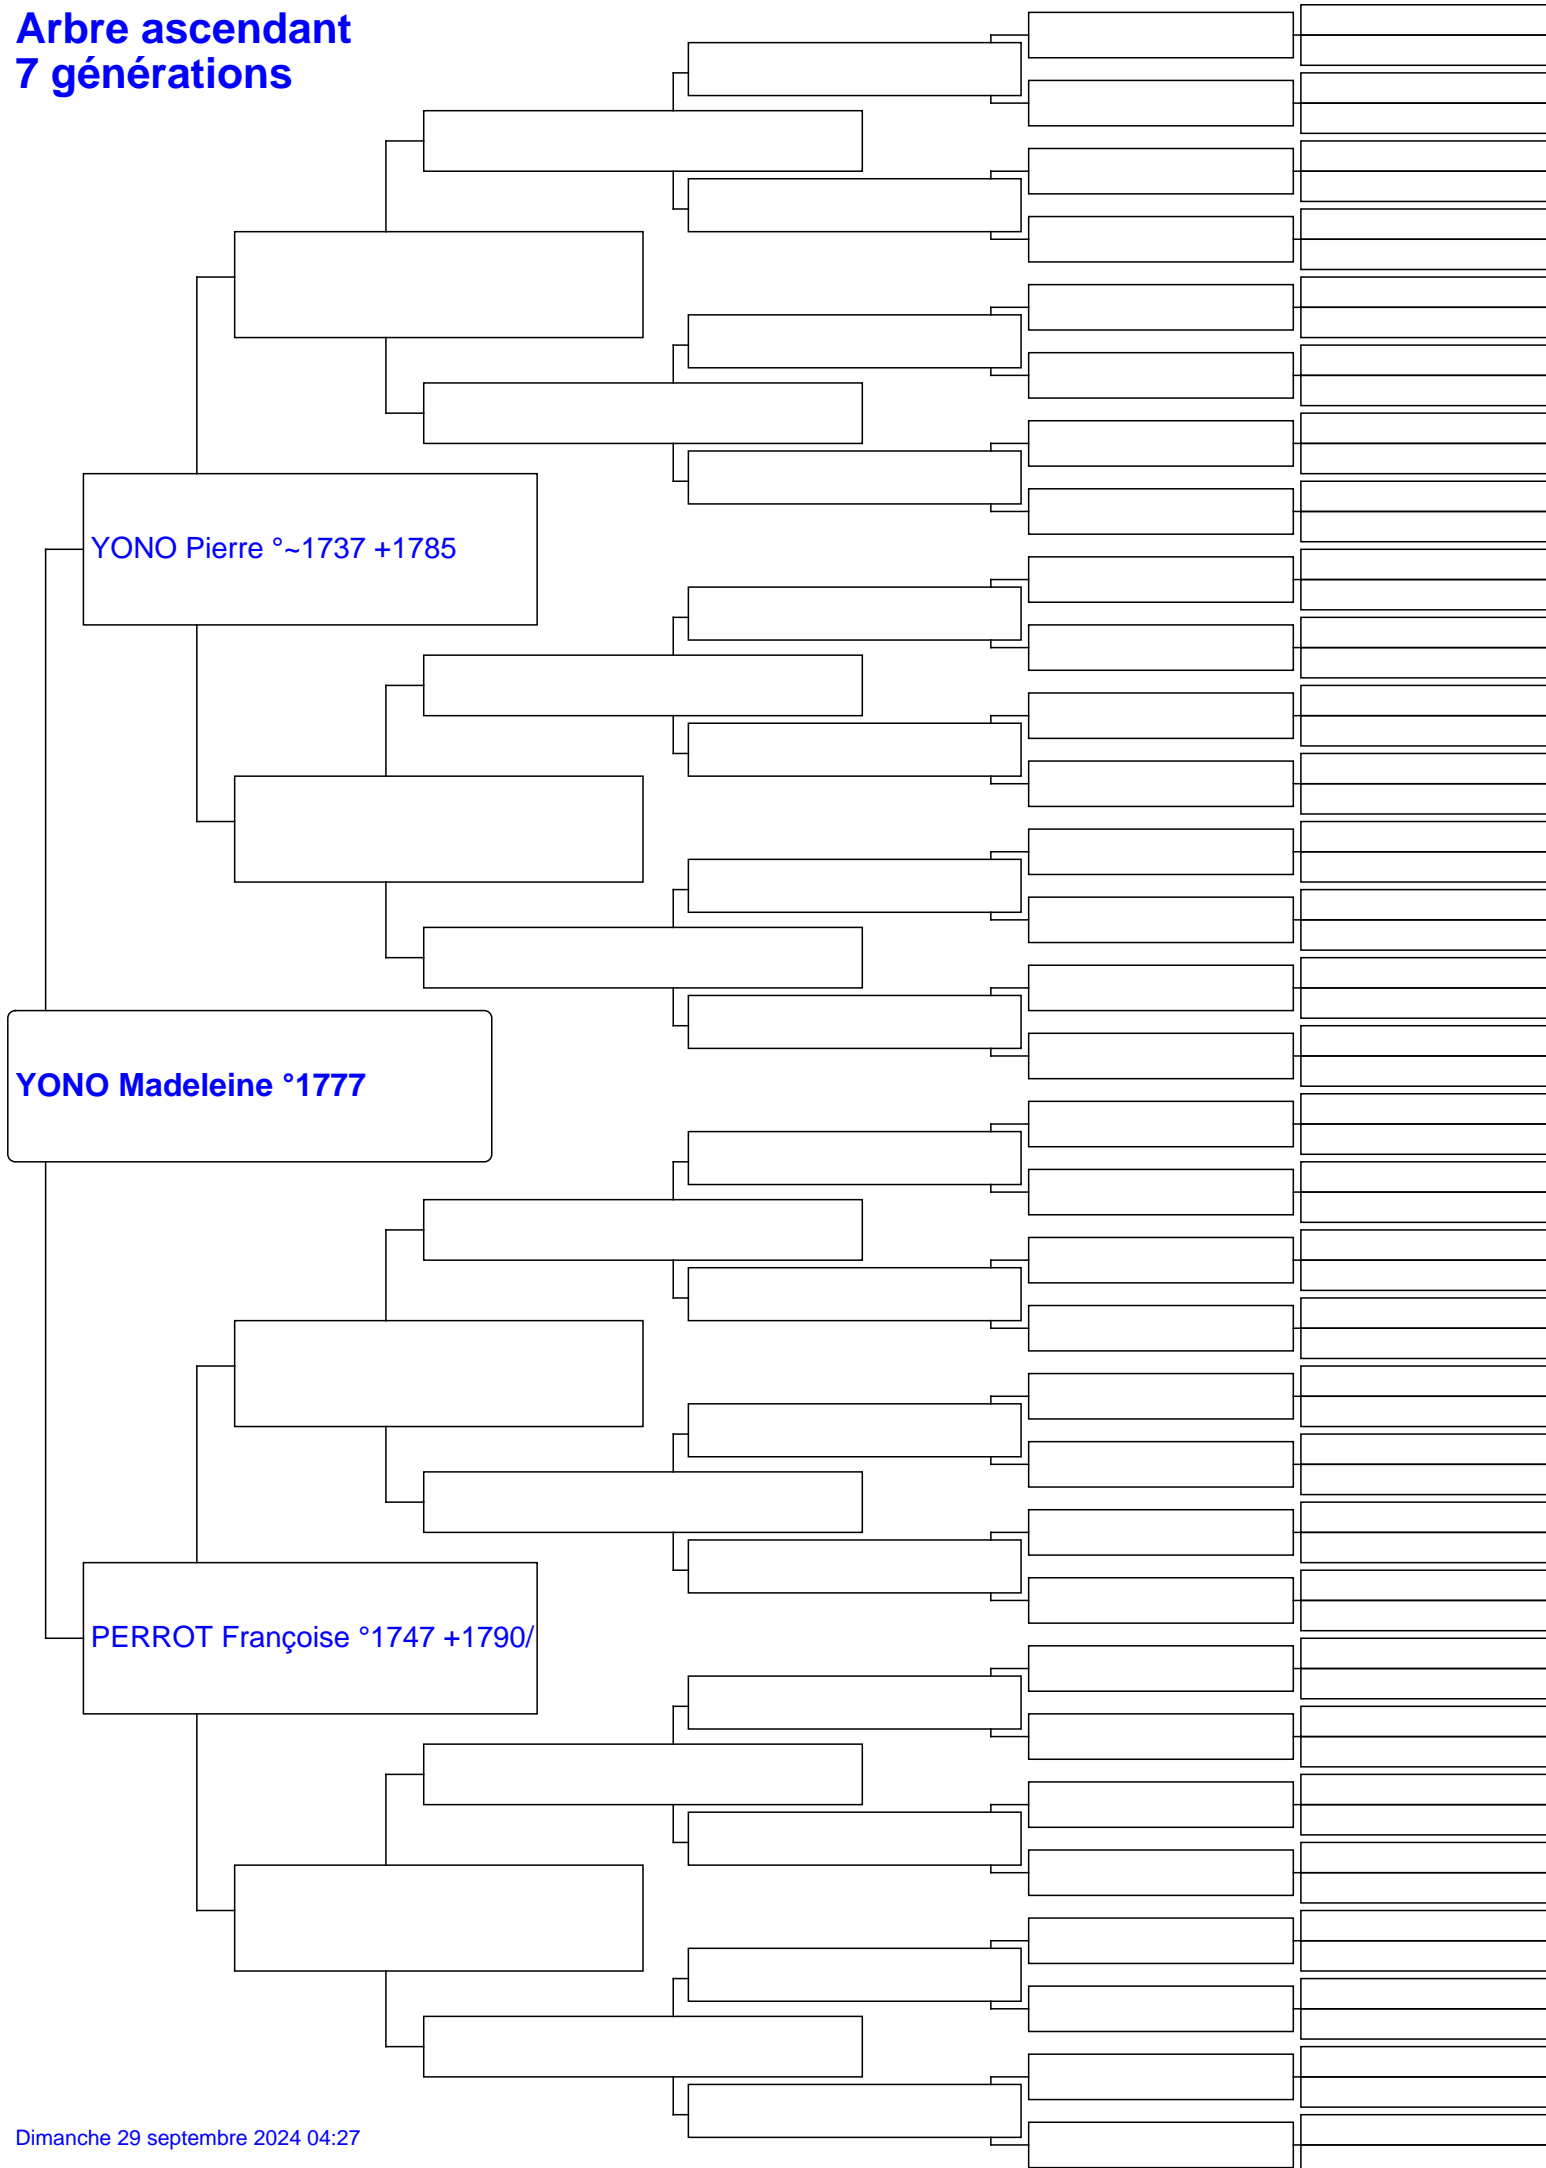 Arbre ascendant
7 générations
YONO Pierre °~1737 +1785
YONO Madeleine °1777
PERROT Françoise °1747 +1790/
Dimanche 29 septembre 2024 04:27